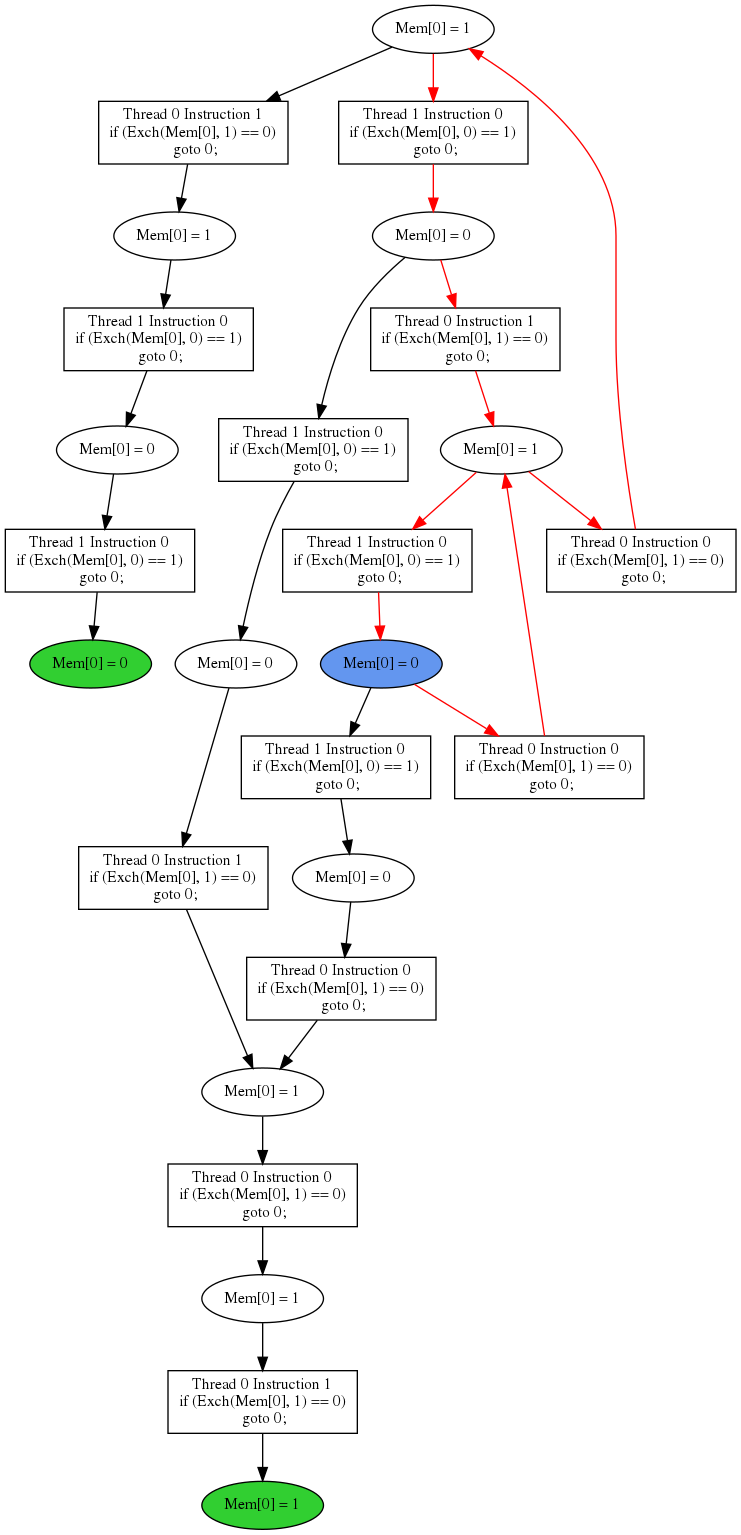 Mem[0] = 1
Thread 0 Instruction 1
if (Exch(Mem[0], 1) == 0)
goto 0;
Thread 1 Instruction 0
if (Exch(Mem[0], 0) == 1)
goto 0;
Mem[0] = 1
Mem[0] = 0
Thread 1 Instruction 0
if (Exch(Mem[0], 0) == 1)
goto 0;
Thread 0 Instruction 1
if (Exch(Mem[0], 1) == 0)
goto 0;
Mem[0] = 0
Thread 1 Instruction 0
if (Exch(Mem[0], 0) == 1)
goto 0;
Mem[0] = 1
Thread 1 Instruction 0
if (Exch(Mem[0], 0) == 1)
goto 0;
Thread 1 Instruction 0
if (Exch(Mem[0], 0) == 1)
goto 0;
Thread 0 Instruction 0
if (Exch(Mem[0], 1) == 0)
goto 0;
Mem[0] = 0
Mem[0] = 0
Mem[0] = 0
Thread 1 Instruction 0
if (Exch(Mem[0], 0) == 1)
goto 0;
Thread 0 Instruction 0
if (Exch(Mem[0], 1) == 0)
goto 0;
Thread 0 Instruction 1
if (Exch(Mem[0], 1) == 0)
goto 0;
Mem[0] = 0
Thread 0 Instruction 0
if (Exch(Mem[0], 1) == 0)
goto 0;
Mem[0] = 1
Thread 0 Instruction 0
if (Exch(Mem[0], 1) == 0)
goto 0;
Mem[0] = 1
Thread 0 Instruction 1
if (Exch(Mem[0], 1) == 0)
goto 0;
Mem[0] = 1